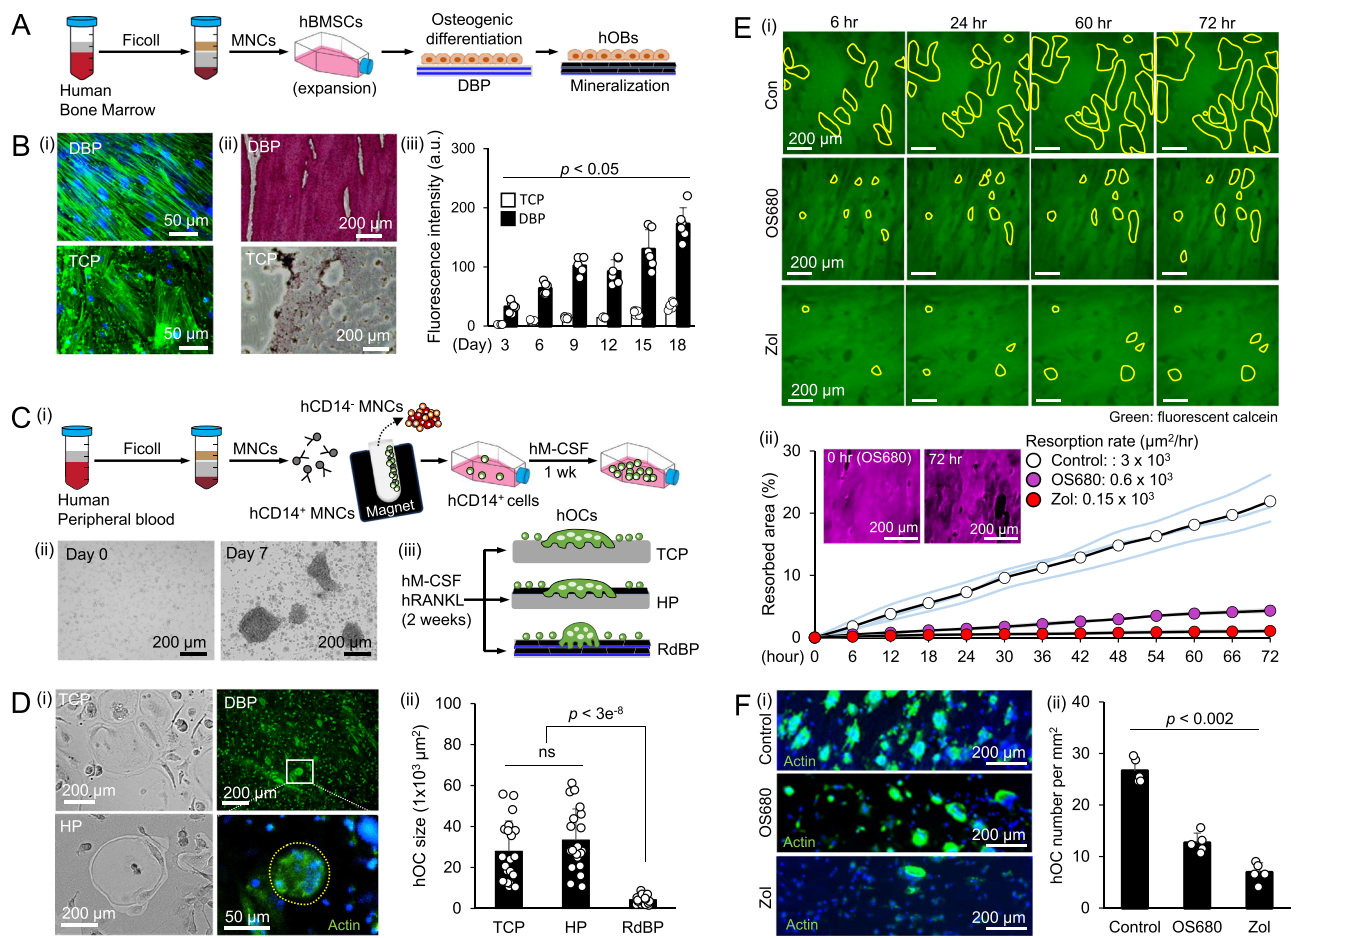 A
Ficoll
MNCs
hBMSCs
Osteogenic
differentiation
hOBs
Human
Bone Marrow
(expansion)
DBP
Mineralization
B
(i)
DBP
50 µm
TCP
50 µm
(ii)
DBP
200 µm
TCP
200 µm
(iii)
Fluorescence intensity (a.u.)
300
200
100
0
p < 0.05
TCP
DBP
(Day) 3 6 9 12 15 18
C
(i)
Ficoll
MNCs
hCD14- MNCs
hM-CSF
1 wk
Human
Peripheral blood
hCD14+ MNCs
Magnet
hCD14+ cells
(ii)
Day 0
200 µm
Day 7
200 µm
(iii)
hOCs
hM-CSF
hRANKL
(2 weeks)
TCP
HP
RdBP
D
(i)
TCP
200 µm
DBP
200 µm
HP
200 µm
50 µm
Actin
(ii)
hOC size (1x10³ µm²)
100
80
60
40
20
0
p < 3e-8
ns
TCP HP RdBP
E
(i)
6 hr 24 hr 60 hr 72 hr
Con
200 µm
OS680
200 µm
Zol
200 µm
Green: fluorescent calcein
(ii)
Resorbed area (%)
30
20
10
0
0 hr (OS680)
200 µm
72 hr
200 µm
Resorption rate (µm²/hr)
Control: : 3 x 10³
OS680: 0.6 x 10³
Zol: 0.15 x 10³
(hour) 0 6 12 18 24 30 36 42 48 54 60 66 72
F
(i)
Control
Actin
200 µm
OS680
Actin
200 µm
Zol
Actin
200 µm
(ii)
hOC number per mm²
40
30
20
10
0
p < 0.002
Control OS680 Zol